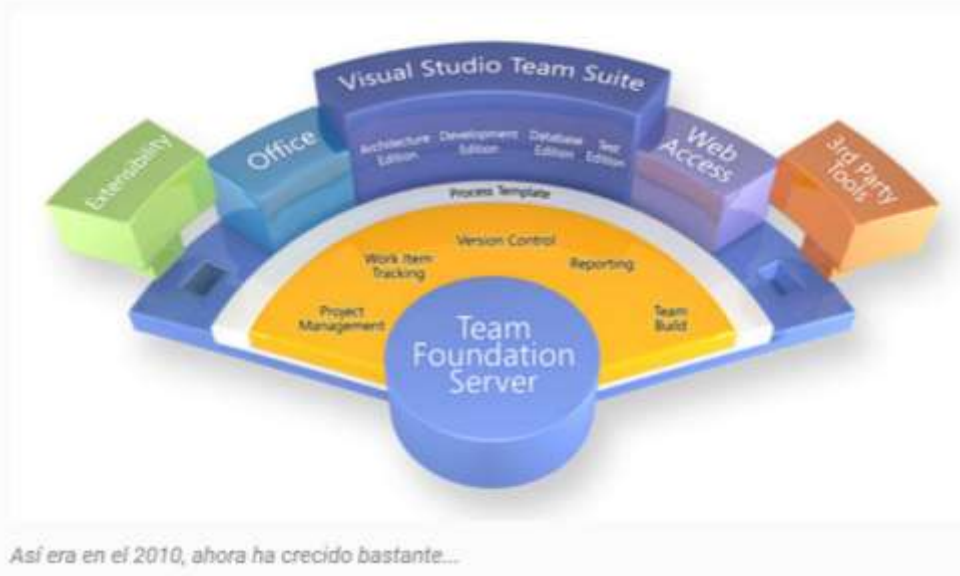 Visual Studio Team Suite
Extensibility
Office
Architecture
Edition
Development
Edition
Database
Edition
Test
Edition
Web
Access
3rd Party
Tools
Process Template
Version Control
Work Item
Tracking
Reporting
Project
Management
Team
Build
Team
Foundation
Server
Así era en el 2010, ahora ha crecido bastante...